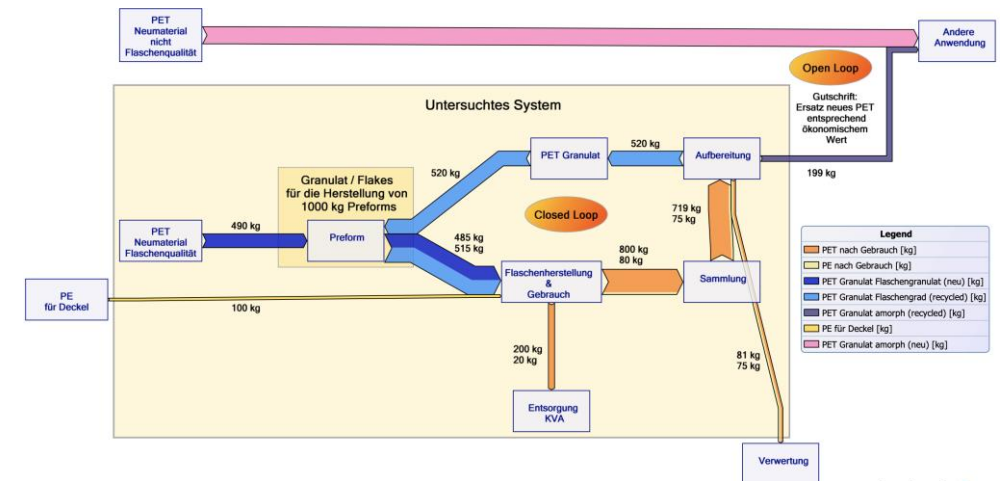 PET
Neumaterial
nicht
Flaschenqualität
Andere
Anwendung
Open Loop
Gutschrift:
Ersatz neues PET
entsprechend
ökonomischem
Wert
Untersuchtes System
520 kg
PET Granulat
520 kg
Aufbereitung
199 kg
Granulat / Flakes
für die Herstellung von
1000 kg Preforms
Closed Loop
719 kg
75 kg
PET
Neumaterial
Flaschenqualität
490 kg
Preform
485 kg
515 kg
800 kg
80 kg
Flaschenherstellung
&
Gebrauch
Sammlung
PE
für Deckel
100 kg
200 kg
20 kg
81 kg
75 kg
Entsorgung
KVA
Verwertung
Legend
PET nach Gebrauch [kg]
PE nach Gebrauch [kg]
PET Granulat Flaschengranulat (neu) [kg]
PET Granulat Flaschengrad (recycled) [kg]
PET Granulat amorph (recycled) [kg]
PE für Deckel [kg]
PET Granulat amorph (neu) [kg]